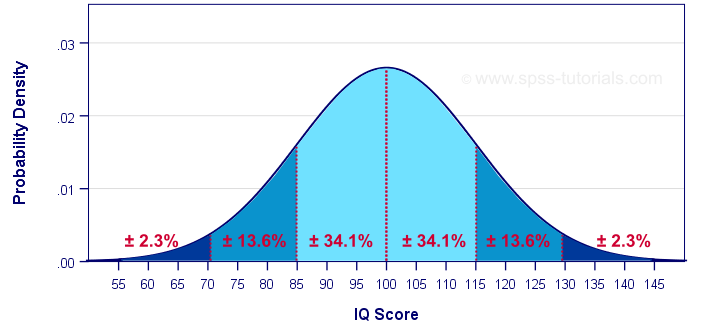 .03
© www.spss-tutorials.com
Probability Density
.02
.01
± 2.3% ± 13.6% ± 34.1% ± 34.1% ± 13.6% ± 2.3%
.00
55 60 65 70 75 80 85 90 95 100 105 110 115 120 125 130 135 140 145
IQ Score